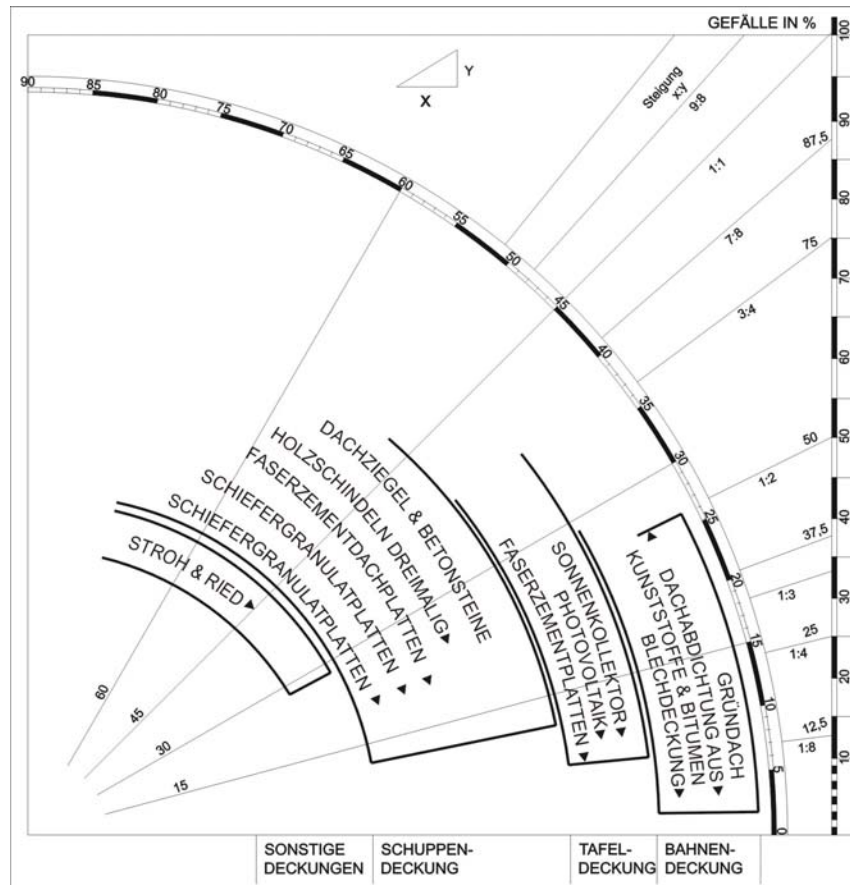 GEFÄLLE IN %
100
90
87,5
80
75
70
60
50
50
40
37,5
30
25
20
12,5
10
Y
X
Steigung
x:y
9:8
1:1
7:8
3:4
1:2
1:3
1:4
1:8
90
85
80
75
70
65
60
55
50
45
40
35
30
25
20
15
10
5
0
STROH & RIED
SCHIEFERGRANULATPLATTEN
SCHIEFERGRANULATPLATTEN
FASERZEMENTDACHPLATTEN
HOLZSCHINDELN DREIMALIG
DACHZIEGEL & BETONSTEINE
FASERZEMENTPLATTEN
PHOTOVOLTAIK
SONNENKOLLEKTOR
BLECHDECKUNG
KUNSTSTOFFE & BITUMEN
DACHABDICHTUNG AUS
GRÜNDACH
60
45
30
15
SONSTIGE
DECKUNGEN
SCHUPPEN-
DECKUNG
TAFEL-
DECKUNG
BAHNEN-
DECKUNG